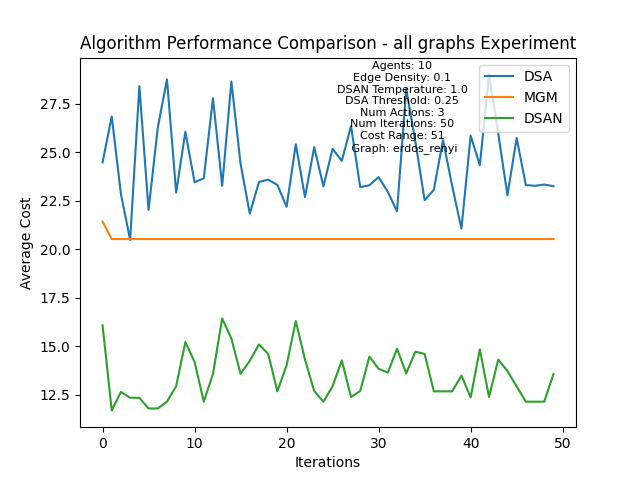 Algorithm Performance Comparison - all graphs Experiment
Agents: 10
Edge Density: 0.1
DSAN Temperature: 1.0
DSA Threshold: 0.25
Num Actions: 3
Num Iterations: 50
Cost Range: 51
Graph: erdos_renyi
DSA
MGM
DSAN
Average Cost
27.5
25.0
22.5
20.0
17.5
15.0
12.5
0 10 20 30 40 50
Iterations